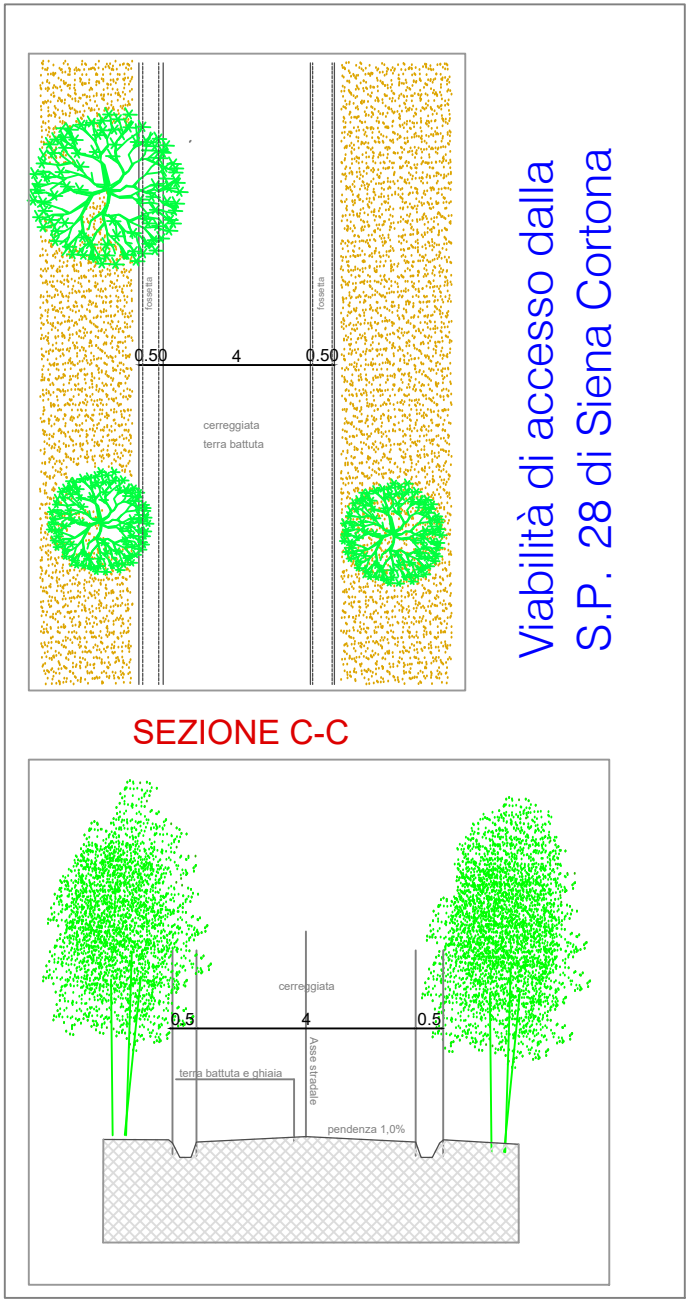 fossetta
fossetta
0.50 4 0.50
cerreggiata
terra battuta
Viabilità di accesso dalla
S.P. 28 di Siena Cortona
SEZIONE C-C
cerreggiata
0.5 4 0.5
Asse stradale
terra battuta e ghiaia
pendenza 1,0%